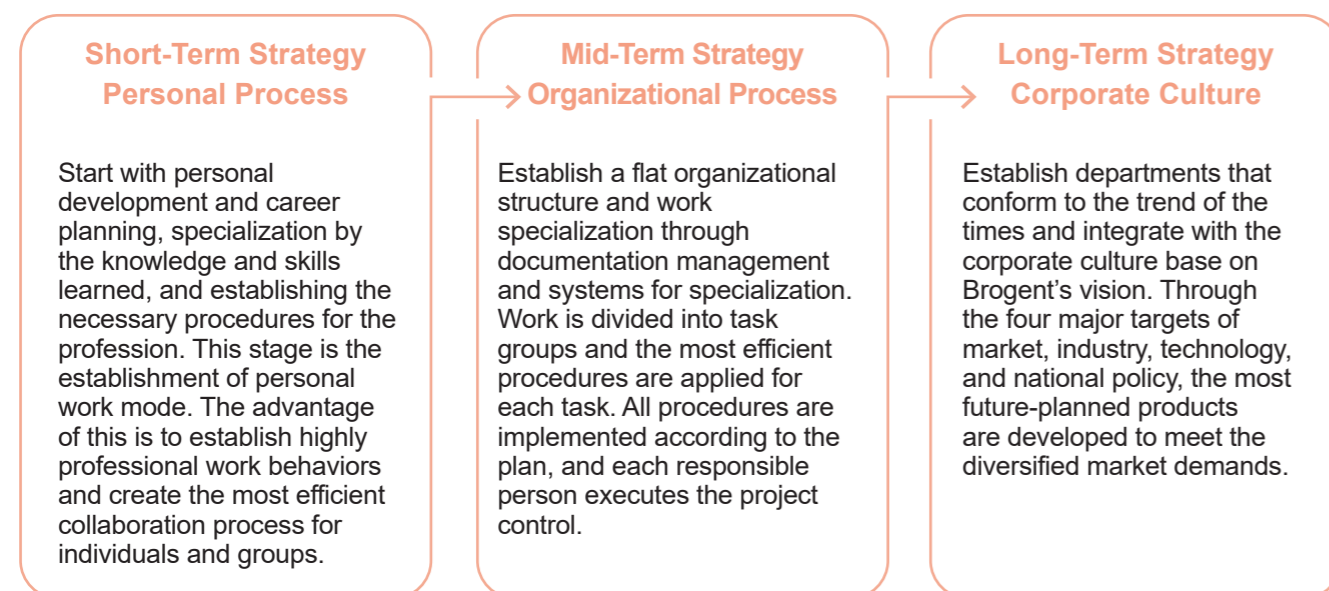 Short-Term Strategy
Personal Process
Start with personal
development and career
planning, specialization by
the knowledge and skills
learned, and establishing the
necessary procedures for the
profession. This stage is the
establishment of personal
work mode. The advantage
of this is to establish highly
professional work behaviors
and create the most efficient
collaboration process for
individuals and groups.
Mid-Term Strategy
Organizational Process
Establish a flat organizational
structure and work
specialization through
documentation management
and systems for specialization.
Work is divided into task
groups and the most efficient
procedures are applied for
each task. All procedures are
implemented according to the
plan, and each responsible
person executes the project
control.
Long-Term Strategy
Corporate Culture
Establish departments that
conform to the trend of the
times and integrate with the
corporate culture base on
Brogent’s vision. Through
the four major targets of
market, industry, technology,
and national policy, the most
future-planned products
are developed to meet the
diversified market demands.